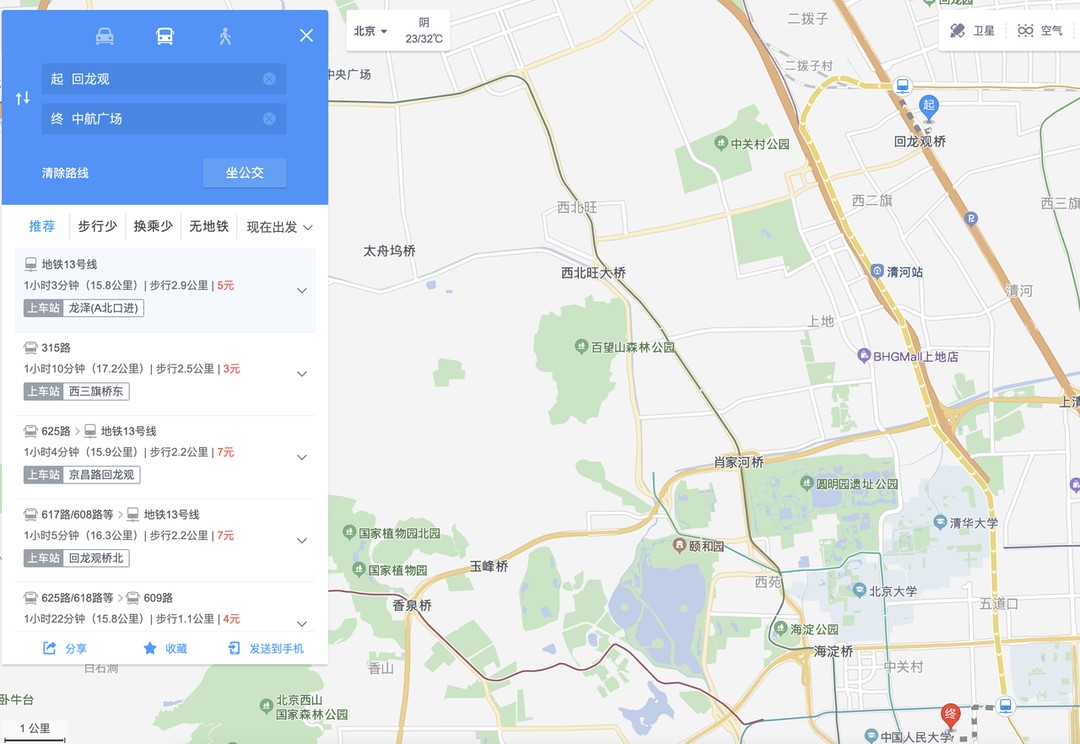 起 回龙观
终 中航广场
清除路线
坐公交
推荐
步行少
换乘少
无地铁
现在出发
地铁13号线
1小时3分钟（15.8公里）| 步行2.9公里 | 5元
上车站 龙泽(A北口进)
315路
1小时10分钟（17.2公里）| 步行2.5公里 | 3元
上车站 西三旗桥东
625路 > 地铁13号线
1小时4分钟（15.9公里）| 步行2.2公里 | 7元
上车站 京昌路回龙观
617路/608路等 > 地铁13号线
1小时5分钟（16.3公里）| 步行2.2公里 | 7元
上车站 回龙观桥北
625路/618路等 > 609路
1小时22分钟（15.8公里）| 步行1.1公里 | 4元
分享
收藏
发送到手机
北京
阴
23/32℃
卫星
空气
中央广场
二拨子
二拨子村
起
回龙观桥
中关村公园
西二旗
西三旗
西北旺
太舟坞桥
西北旺大桥
P
清河站
清河
上地
百望山森林公园
BHGMall上地店
肖家河桥
圆明园遗址公园
清华大学
国家植物园北园
国家植物园
玉峰桥
颐和园
西苑
北京大学
香泉桥
五道口
海淀公园
海淀桥
香山
中关村
白石涧
卧牛台
北京西山
国家森林公园
终
中国人民大学
1 公里